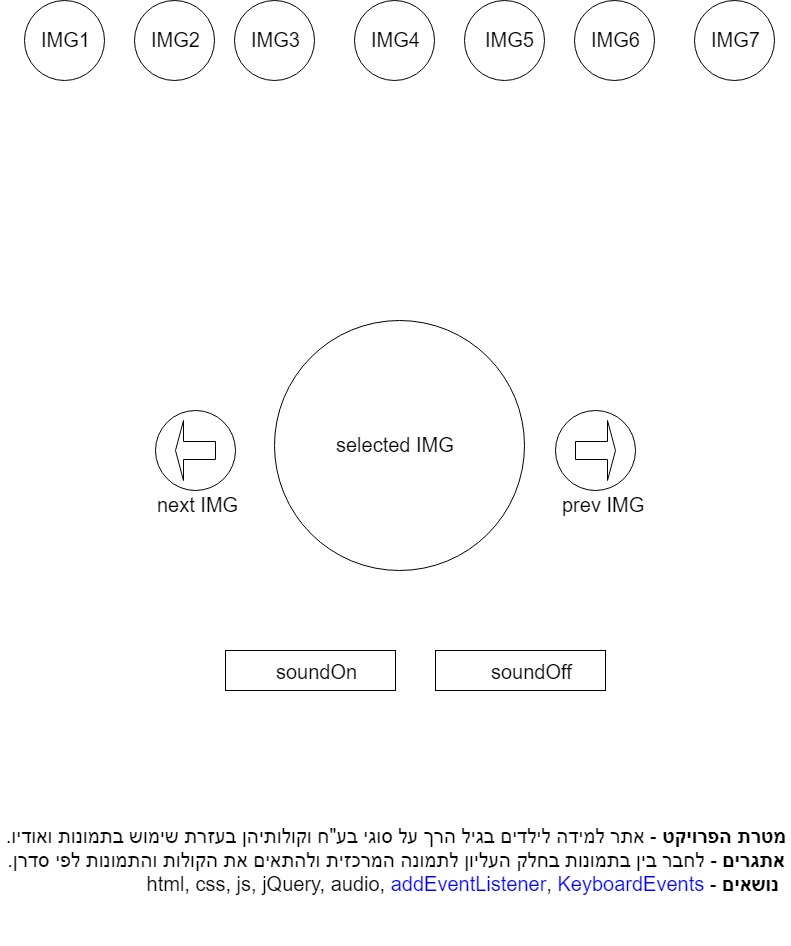 IMG1 IMG2 IMG3 IMG4 IMG5 IMG6 IMG7
selected IMG
next IMG
prev IMG
soundOn
soundOff
מטרת הפרויקט - אתר למידה לילדים בגיל הרך על סוגי בע"ח וקולותיהן בעזרת שימוש בתמונות ואודיו.
אתגרים - לחבר בין בתמונות בחלק העליון לתמונה המרכזית ולהתאים את הקולות והתמונות לפי סדרן.
נושאים - html, css, js, jQuery, audio, addEventListener, KeyboardEvents